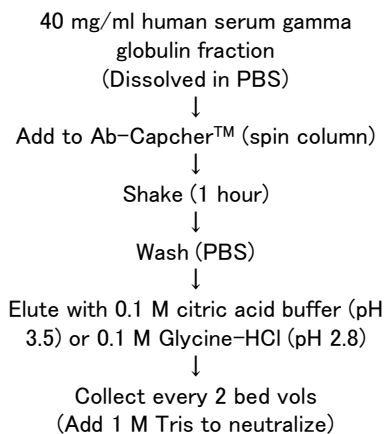 40 mg/ml human serum gamma
globulin fraction
(Dissolved in PBS)
↓
Add to Ab-Capcher™ (spin column)
↓
Shake (1 hour)
↓
Wash (PBS)
↓
Elute with 0.1 M citric acid buffer (pH
3.5) or 0.1 M Glycine-HCl (pH 2.8)
↓
Collect every 2 bed vols
(Add 1 M Tris to neutralize)